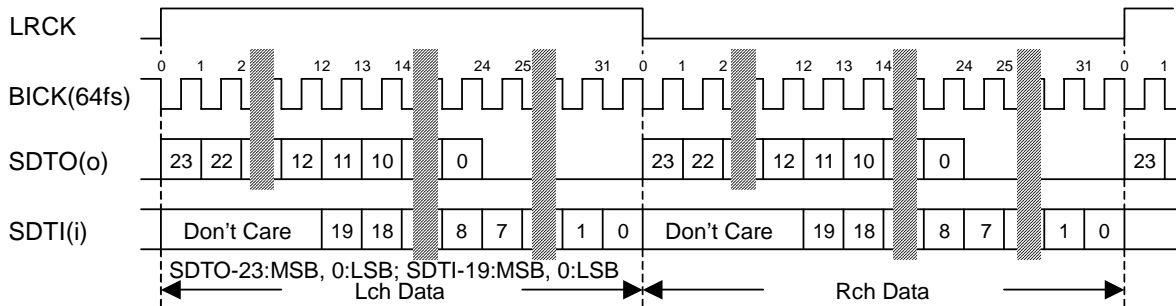 LRCK
0 1 2 12 13 14 24 25 31 0 1 2 12 13 14 24 25 31 0 1
BICK(64fs)
SDTO(o) 23 22 12 11 10 0 23 22 12 11 10 0 23
SDTI(i) Don't Care 19 18 8 7 1 0 Don't Care 19 18 8 7 1 0
SDTO-23:MSB, 0:LSB; SDTI-19:MSB, 0:LSB
Lch Data Rch Data